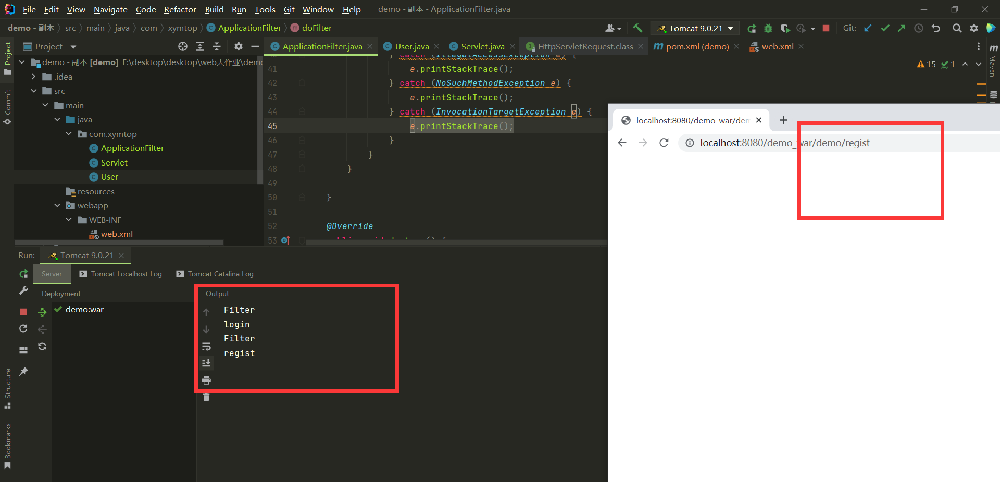 File Edit View Navigate Code Refactor Build Run Tools Git Window Help demo - 副本 - ApplicationFilter.java
demo - 副本 src main java com xymtop ApplicationFilter doFilter Tomcat 9.0.21 Git:
Project
ApplicationFilter.java User.java Servlet.java HttpServletRequest.class pom.xml (demo) web.xml
demo - 副本 [demo] F:\desktop\desktop\web大作业\demo
.idea
src
main
java
com.xymtop
ApplicationFilter
Servlet
User
resources
webapp
WEB-INF
web.xml
} catch (IllegalAccessException e) {
41 e.printStackTrace();
42 } catch (NoSuchMethodException e) {
43 e.printStackTrace();
44 } catch (InvocationTargetException e) {
45 e.printStackTrace();
46 }
47 }
48 }
49
50 }
51
52 @Override
53 public void destroy() {
15 1
Project
Commit
Structure
Bookmarks
Maven
localhost:8080/demo_war/dem
localhost:8080/demo_war/demo/regist
Run: Tomcat 9.0.21
Server Tomcat Localhost Log Tomcat Catalina Log
Deployment
demo:war
Output
Filter
login
Filter
regist